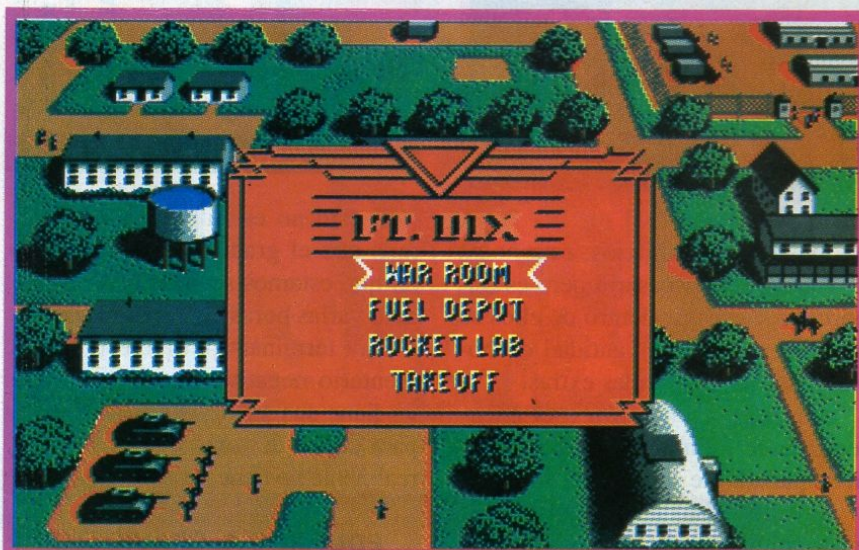 FT. DIX
WAR ROOM
FUEL DEPOT
ROCKET LAB
TAKEOFF